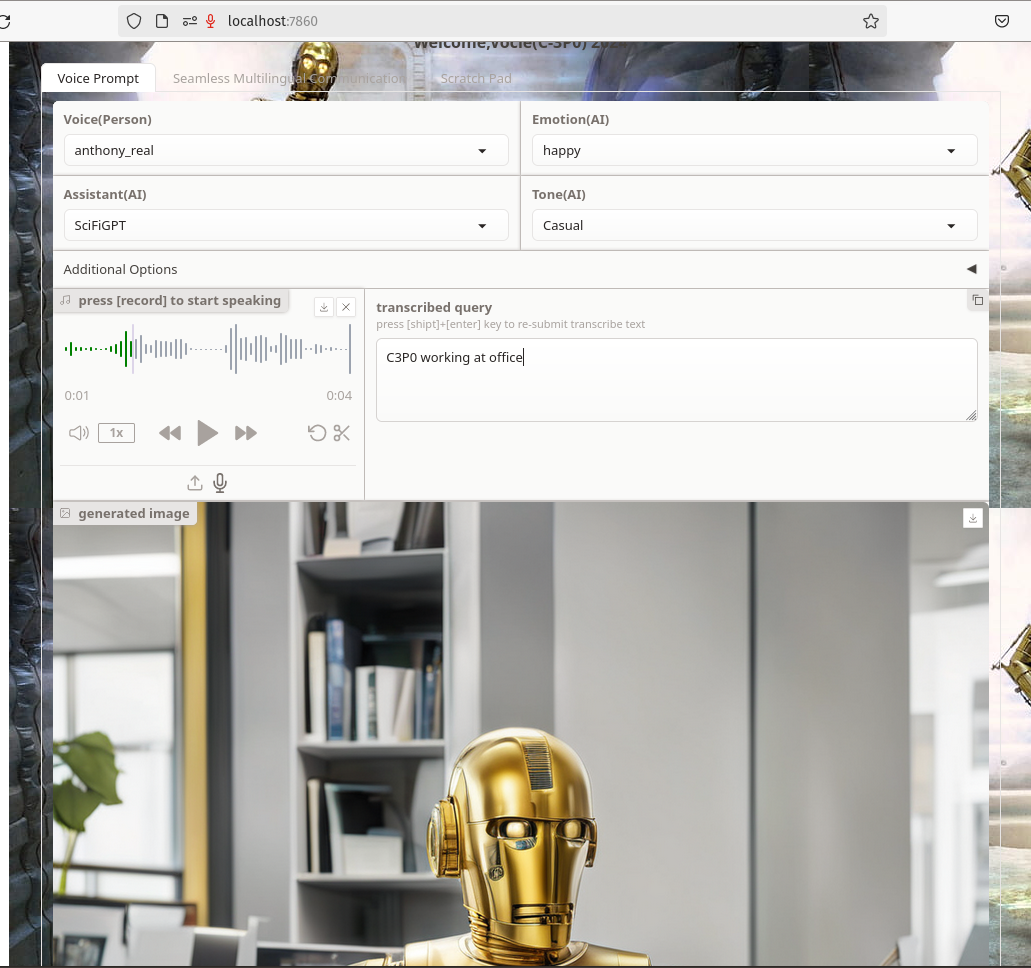 localhost:7860
Welcome,Vocie(C-3P0) 202
Voice Prompt
Seamless Multilingual Communication
Scratch Pad
Voice(Person)
Emotion(AI)
anthony_real
happy
Assistant(AI)
Tone(AI)
SciFiGPT
Casual
Additional Options
press [record] to start speaking
transcribed query
press [shipt]+[enter] key to re-submit transcribe text
C3P0 working at office
0:01
0:04
1x
generated image